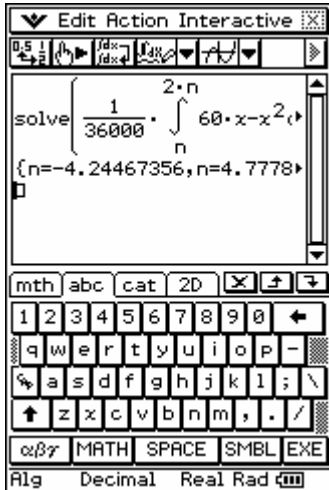 Edit Action Interactive
solve( 1/36000 · ∫ n 2·n 60·x-x²(
{n=-4.24467356,n=4.7778
mth abc cat 2D
1 2 3 4 5 6 7 8 9 0
q w e r t y u i o p -
a s d f g h j k l ; \
z x c v b n m , . /
αβγ MATH SPACE SMBL EXE
Alg Decimal Real Rad